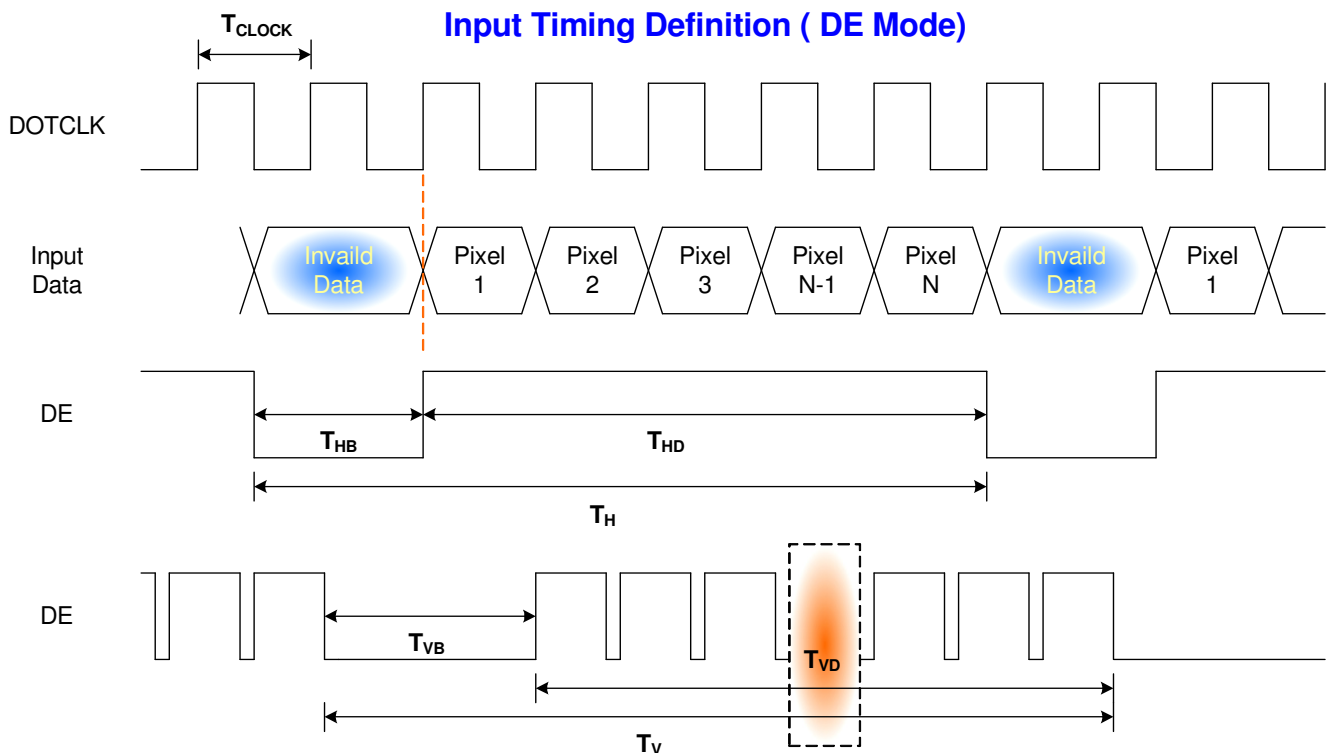 Input Timing Definition ( DE Mode)
TCLOCK
DOTCLK
Input
Data
Invaild
Data
Pixel
1
Pixel
2
Pixel
3
Pixel
N-1
Pixel
N
Invaild
Data
Pixel
1
DE
THB
THD
TH
DE
TVB
TVD
TV